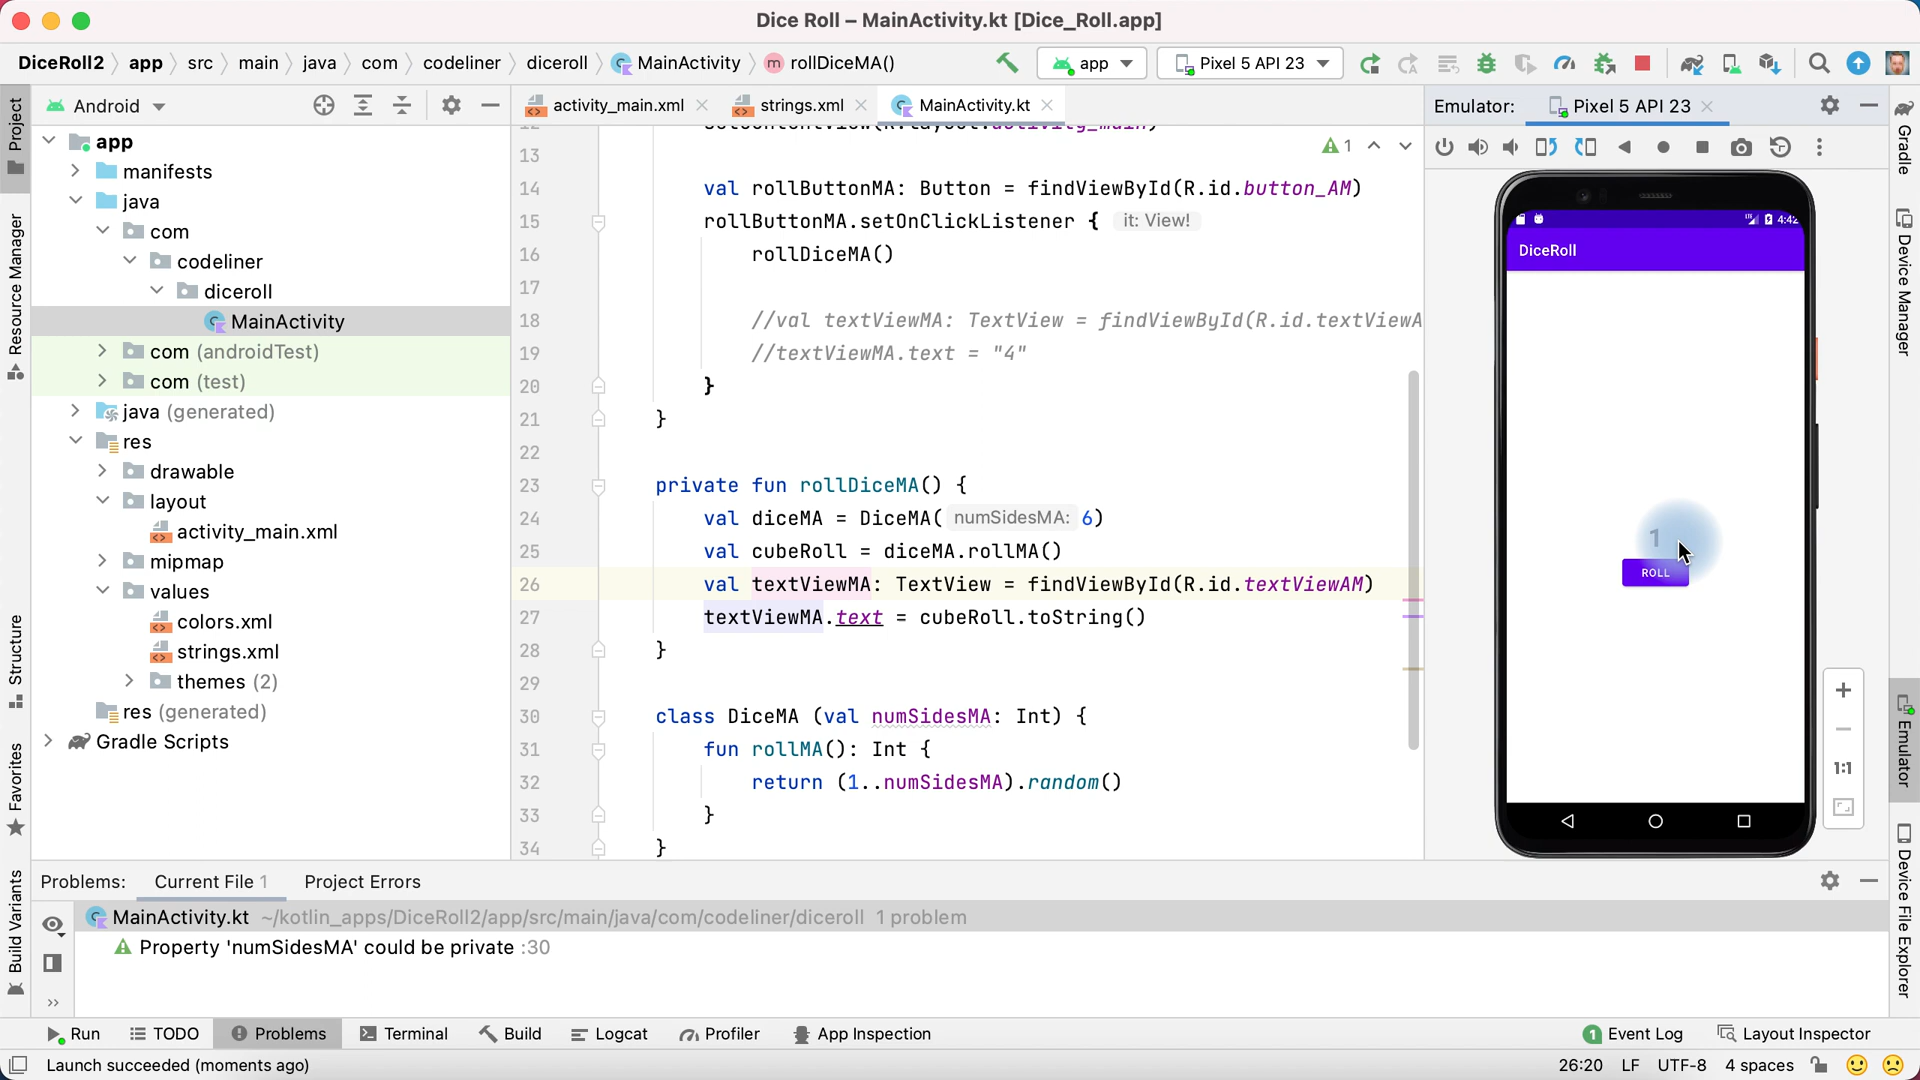 Dice Roll – MainActivity.kt [Dice_Roll.app]
DiceRoll2 app src main java com codeliner diceroll MainActivity m rollDiceMA()
app
Pixel 5 API 23
Android
activity_main.xml
strings.xml
MainActivity.kt
Emulator: Pixel 5 API 23
Project
Resource Manager
Structure
Favorites
Build Variants
app
manifests
java
com
codeliner
diceroll
MainActivity
com (androidTest)
com (test)
java (generated)
res
drawable
layout
activity_main.xml
mipmap
values
colors.xml
strings.xml
themes (2)
res (generated)
Gradle Scripts
1
12 setContentView(R.layout.activity_main)
13
14 val rollButtonMA: Button = findViewById(R.id.button_AM)
15 rollButtonMA.setOnClickListener { it: View!
16 rollDiceMA()
17
18 //val textViewMA: TextView = findViewById(R.id.textViewA
19 //textViewMA.text = "4"
20 }
21 }
22
23 private fun rollDiceMA() {
24 val diceMA = DiceMA( numSidesMA: 6)
25 val cubeRoll = diceMA.rollMA()
26 val textViewMA: TextView = findViewById(R.id.textViewAM)
27 textViewMA.text = cubeRoll.toString()
28 }
29
30 class DiceMA (val numSidesMA: Int) {
31 fun rollMA(): Int {
32 return (1..numSidesMA).random()
33 }
34 }
4:42
DiceRoll
1
ROLL
1:1
Gradle
Device Manager
Emulator
Device File Explorer
Problems: Current File 1 Project Errors
MainActivity.kt ~/kotlin_apps/DiceRoll2/app/src/main/java/com/codeliner/diceroll 1 problem
Property 'numSidesMA' could be private :30
Run TODO Problems Terminal Build Logcat Profiler App Inspection 1 Event Log Layout Inspector
Launch succeeded (moments ago) 26:20 LF UTF-8 4 spaces